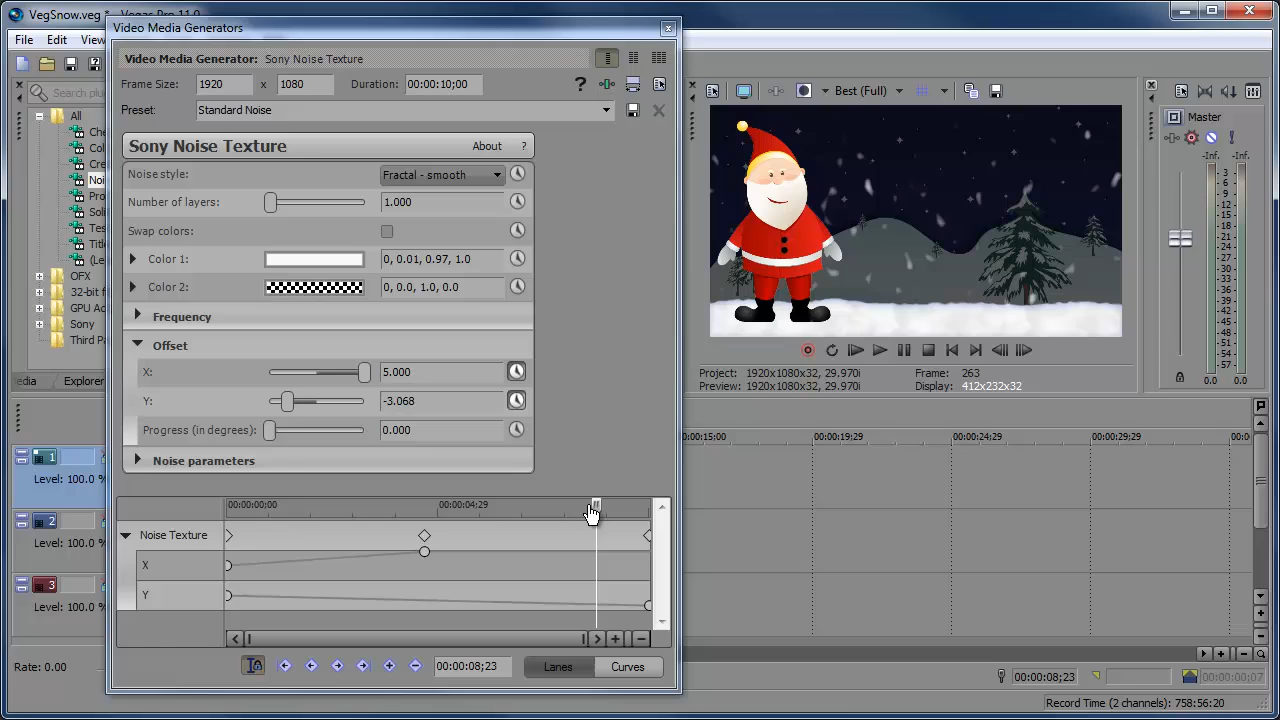 VegSnow.veg * - Vegas Pro 11.0
Video Media Generators
File Edit View
Video Media Generator: Sony Noise Texture
Frame Size: 1920 x 1080 Duration: 00:00:10;00 ?
Preset: Standard Noise
Search plu
All
Che
Col
Cre
Noi
Pro
Soli
Tes
Title
(Le
OFX
32-bit f
GPU Ac
Sony
Third P
edia Explorer
Sony Noise Texture About ?
Noise style: Fractal - smooth
Number of layers: 1.000
Swap colors:
Color 1: 0, 0.01, 0.97, 1.0
Color 2: 0, 0.0, 1.0, 0.0
Frequency
Offset
X: 5.000
Y: -3.068
Progress (in degrees): 0.000
Noise parameters
00:00:00;00 00:00:04;29
Noise Texture
X
Y
00:00:08;23 Lanes Curves
Best (Full)
Project: 1920x1080x32, 29.970i Frame: 263
Preview: 1920x1080x32, 29.970i Display: 412x232x32
Master
-Inf. -Inf.
3
6
9
12
15
18
21
24
27
30
33
36
39
42
45
48
51
54
57
0.0 0.0
0:00:15;00 00:00:19;29 00:00:24;29 00:00:29;29 00:0
1
Level: 100.0 %
2
Level: 100.0 %
3
Level: 100.0 %
Rate: 0.00
00:00:08;23 00:00:00;07
Record Time (2 channels): 758:56:20